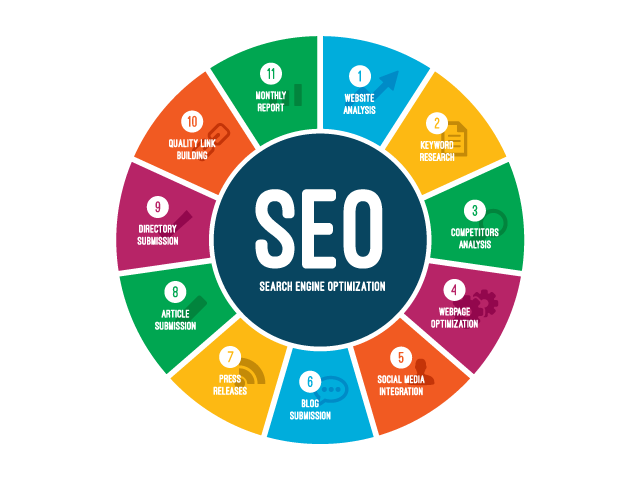 SEO
SEARCH ENGINE OPTIMIZATION
1
WEBSITE
ANALYSIS
2
KEYWORD
RESEARCH
3
COMPETITORS
ANALYSIS
4
WEBPAGE
OPTIMIZATION
5
SOCIAL MEDIA
INTEGRATION
6
BLOG
SUBMISSION
7
PRESS
RELEASES
8
ARTICLE
SUBMISSION
9
DIRECTORY
SUBMISSION
10
QUALITY LINK
BUILDING
11
MONTHLY
REPORT